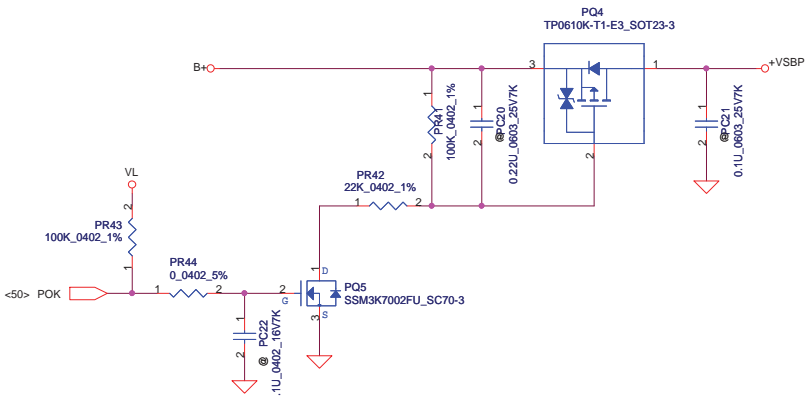 PQ4
TP0610K-T1-E3_SOT23-3
B+
3
1
+VSBP
1
PR41
100K_0402_1%
2
1
@PC20
0.22U_0603_25V7K
2
2
1
@PC21
0.1U_0603_25V7K
2
VL
2
PR43
100K_0402_1%
1
PR42
22K_0402_1%
1
2
PR44
0_0402_5%
<50> POK
1
2
2
G
1
D
PQ5
SSM3K7002FU_SC70-3
3
S
1
@ PC22
.1U_0402_16V7K
2